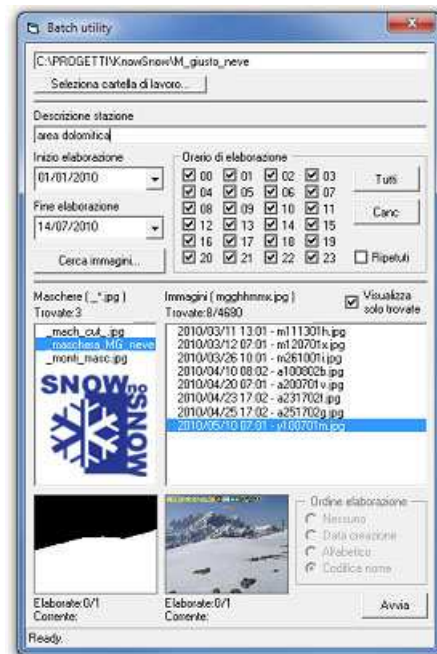 Batch utility
C:\PROGETTI\KnowSnow\M_giusto_neve
Seleziona cartella di lavoro...
Descrizione stazione
area dolomitica
Inizio elaborazione
01/01/2010
Fine elaborazione
14/07/2010
Cerca immagini...
Orario di elaborazione
00 01 02 03
04 05 06 07
08 09 10 11
12 13 14 15
16 17 18 19
20 21 22 23
Tutti
Canc
Ripetuti
Maschere ( _*.jpg )
Trovate:3
_mach_cut_.jpg
_maschera_MG_neve
_monti_masc.jpg
SNOW no SNOW
Immagini ( mgghhmmx.jpg )
Trovate:8/4680
Visualizza
solo trovate
2010/03/11 13:01 - m111301h.jpg
2010/03/12 07:01 - m120701x.jpg
2010/03/26 10:01 - m261001i.jpg
2010/04/10 08:02 - a100802b.jpg
2010/04/20 07:01 - a200701v.jpg
2010/04/23 17:02 - a231702l.jpg
2010/04/25 17:02 - a251702g.jpg
2010/05/10 07:01 - y100701m.jpg
Elaborate:0/1
Corrente:
Elaborate:0/1
Corrente:
Ordine elaborazione
Nessuno
Data creazione
Alfabetico
Codifica nome
Avvia
Ready.